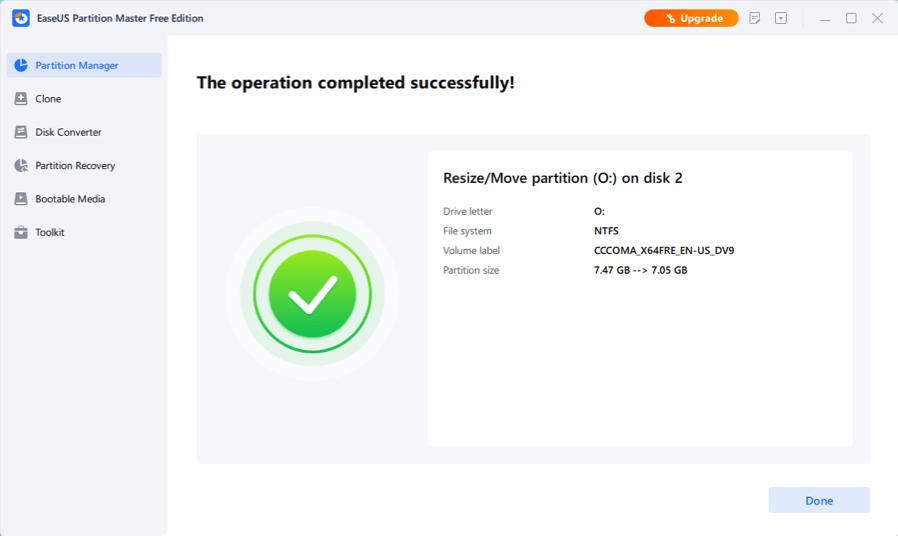 EaseUS Partition Master Free Edition
Upgrade
Partition Manager
Clone
Disk Converter
Partition Recovery
Bootable Media
Toolkit
The operation completed successfully!
Resize/Move partition (O:) on disk 2
Drive letter O:
File system NTFS
Volume label CCCOMA_X64FRE_EN-US_DV9
Partition size 7.47 GB --> 7.05 GB
Done